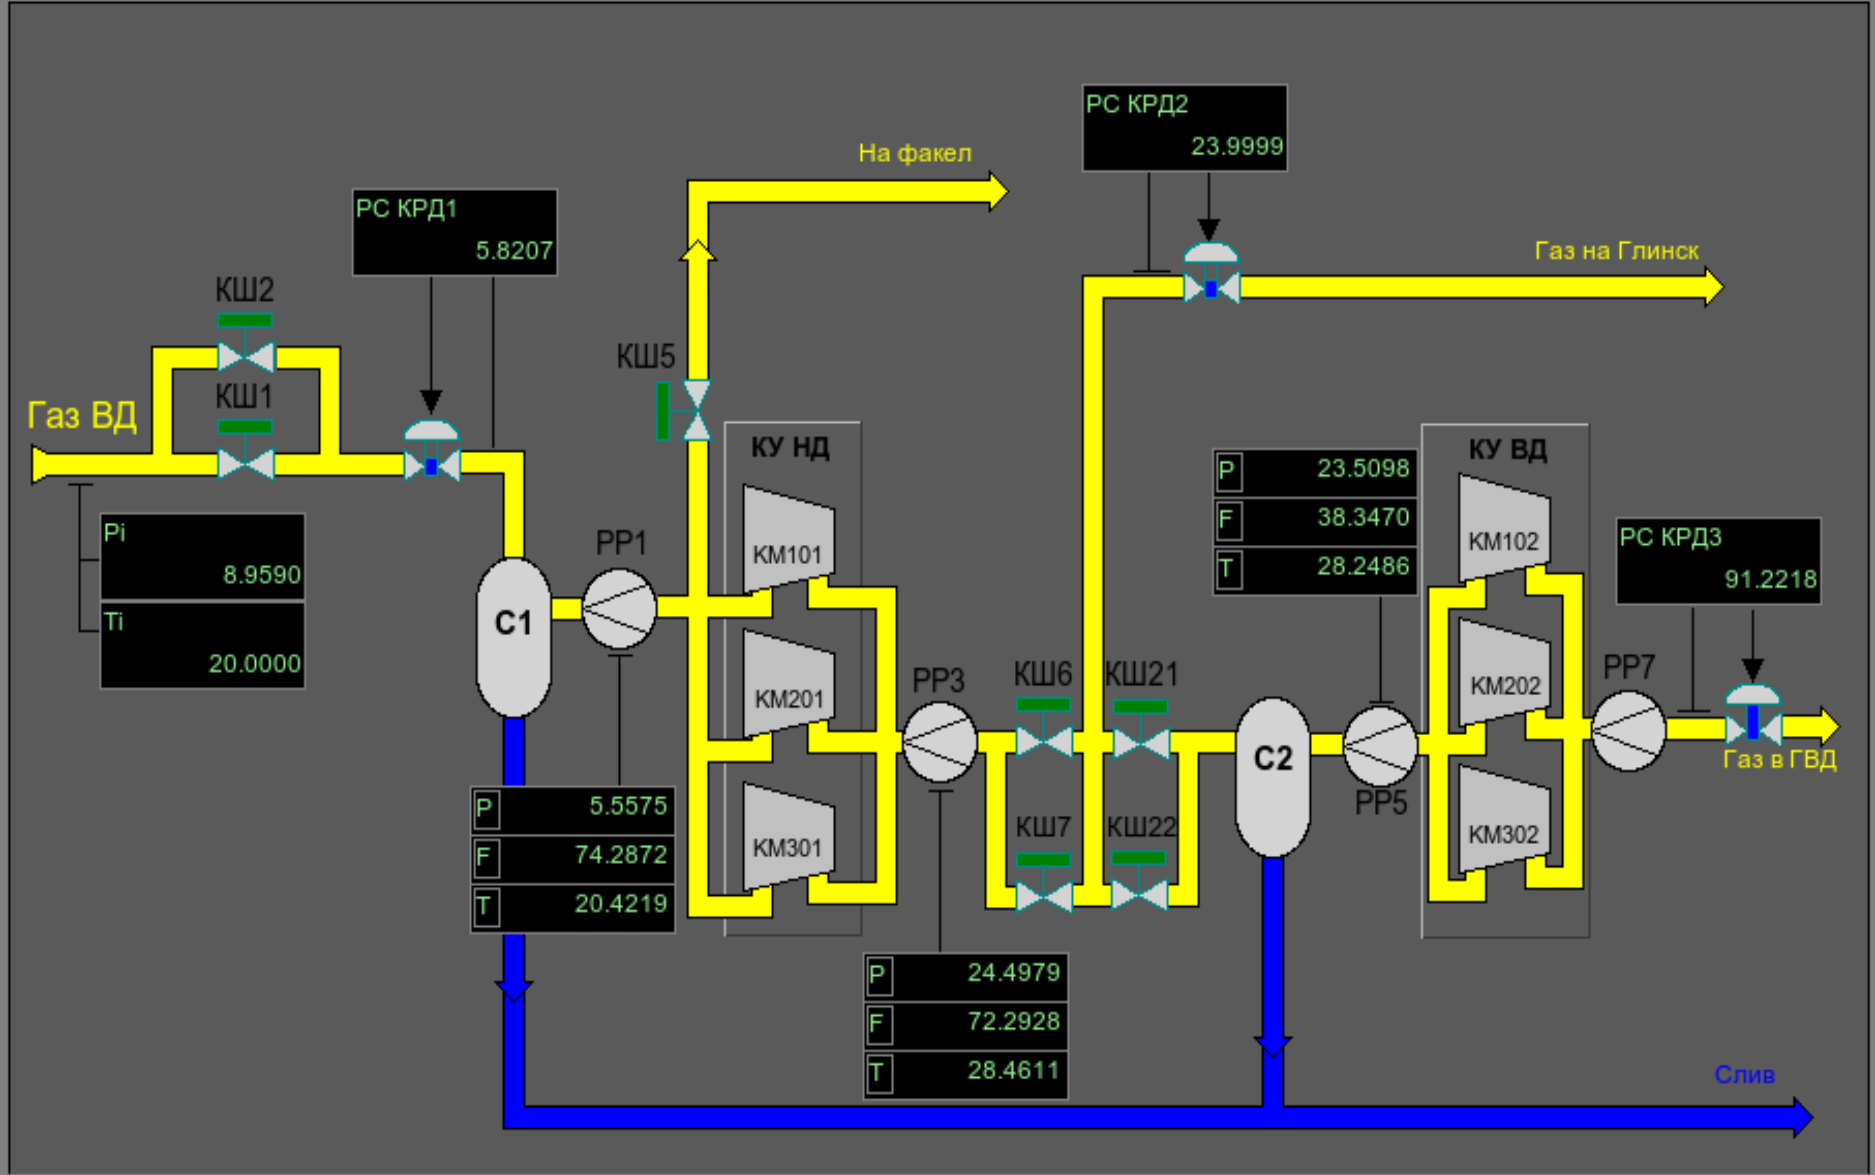 РС КРД2
23.9999
На факел
РС КРД1
5.8207
Газ на Глинск
КШ2
КШ5
КШ1
Газ ВД
КУ НД
КУ ВД
P 23.5098
F 38.3470
T 28.2486
Pi
8.9590
Ti
20.0000
PP1
KM101
KM102
РС КРД3
91.2218
C1
KM201
PP3
КШ6
КШ21
KM202
PP7
C2
Газ в ГВД
PP5
P 5.5575
F 74.2872
T 20.4219
KM301
КШ7
КШ22
KM302
P 24.4979
F 72.2928
T 28.4611
Слив